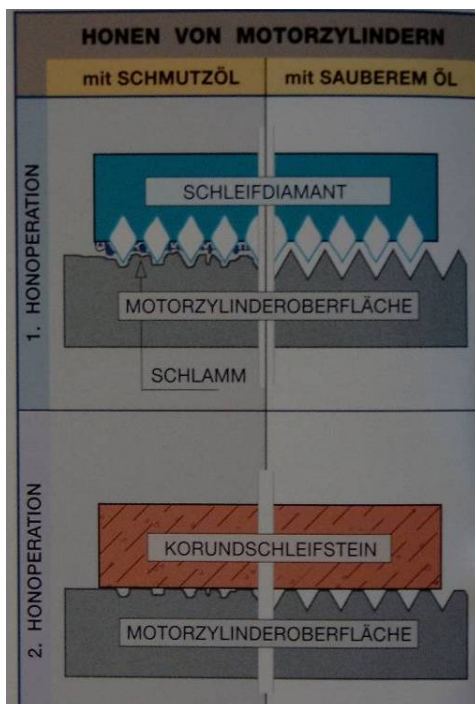 HONEN VON MOTORZYLINDERN
mit SCHMUTZÖL
mit SAUBEREM ÖL
1. HONOPERATION
SCHLEIFDIAMANT
MOTORZYLINDEROBERFLÄCHE
SCHLAMM
2. HONOPERATION
KORUNDSCHLEIFSTEIN
MOTORZYLINDEROBERFLÄCHE